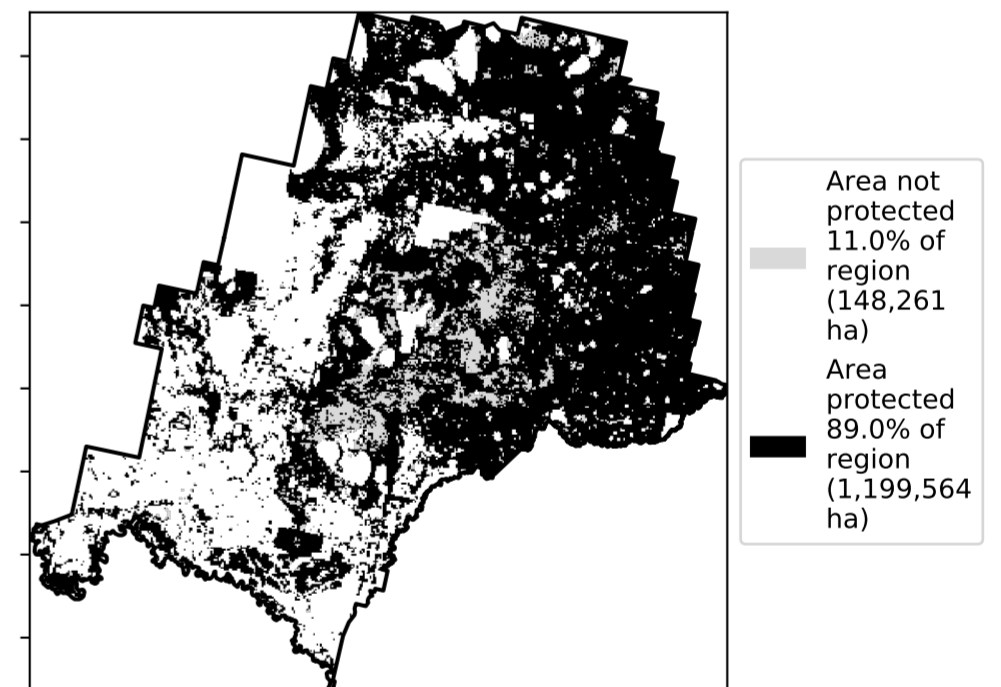 Area not
protected
11.0% of
region
(148,261
ha)
Area
protected
89.0% of
region
(1,199,564
ha)